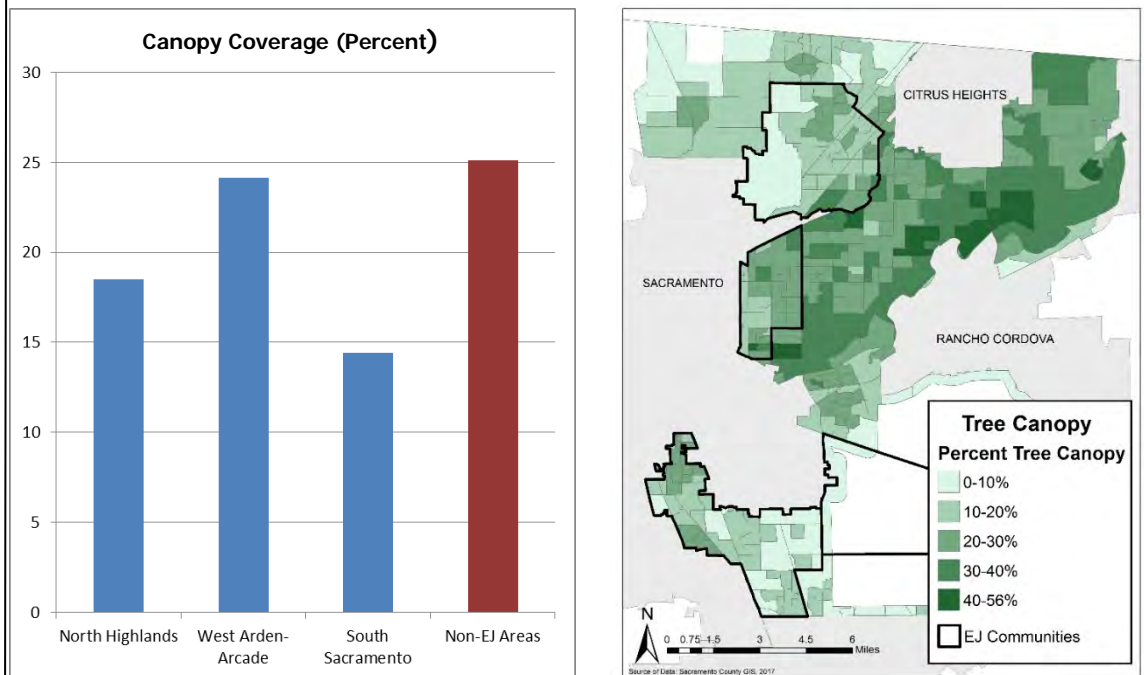 Canopy Coverage (Percent)
30
25
20
15
10
5
0
North Highlands
West Arden-
Arcade
South
Sacramento
Non-EJ Areas
CITRUS HEIGHTS
SACRAMENTO
RANCHO CORDOVA
Tree Canopy
Percent Tree Canopy
0-10%
10-20%
20-30%
30-40%
40-56%
EJ Communities
N
0 0.75 1.5 3 4.5 6
Miles
Source of Data: Sacramento County GIS, 2017